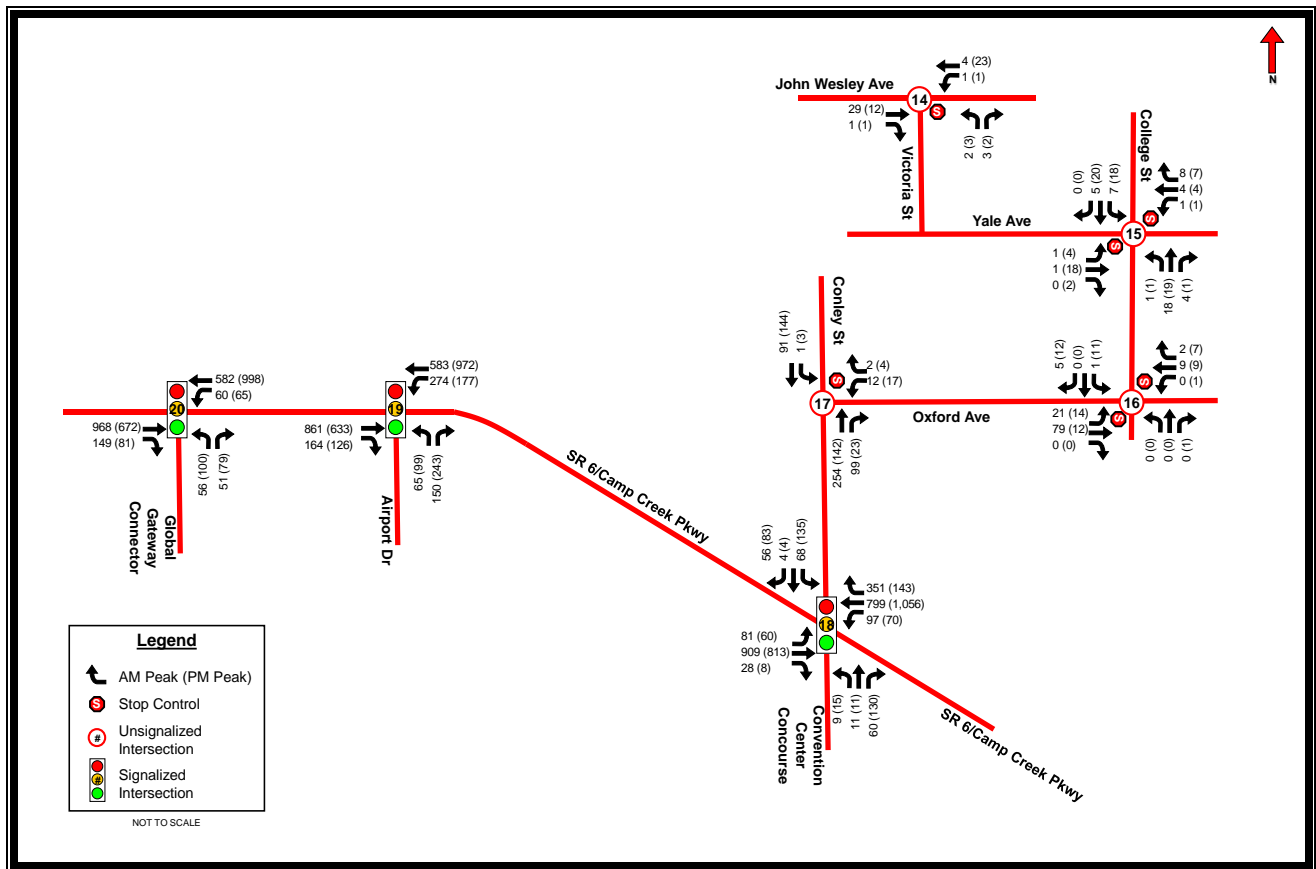 N
4 (23)
1 (1)
John Wesley Ave
14
S
29 (12)
1 (1)
2 (3)
3 (2)
Victoria St
College St
0 (0)
5 (20)
7 (18)
8 (7)
4 (4)
1 (1)
S
Yale Ave
15
S
1 (4)
1 (18)
0 (2)
1 (1)
18 (19)
4 (1)
Conley St
91 (144)
1 (3)
2 (4)
12 (17)
S
17
Oxford Ave
254 (142)
99 (23)
5 (12)
0 (0)
1 (11)
2 (7)
9 (9)
0 (1)
S
16
S
21 (14)
79 (12)
0 (0)
0 (0)
0 (0)
0 (1)
582 (998)
60 (65)
20
968 (672)
149 (81)
56 (100)
51 (79)
Global
Gateway
Connector
583 (972)
274 (177)
19
861 (633)
164 (126)
65 (99)
150 (243)
Airport Dr
SR 6/Camp Creek Pkwy
56 (83)
4 (4)
68 (135)
351 (143)
799 (1,056)
97 (70)
18
81 (60)
909 (813)
28 (8)
9 (15)
11 (11)
60 (130)
Convention
Center
Concourse
SR 6/Camp Creek Pkwy
Legend
AM Peak (PM Peak)
S
Stop Control
#
Unsignalized
Intersection
#
Signalized
Intersection
NOT TO SCALE